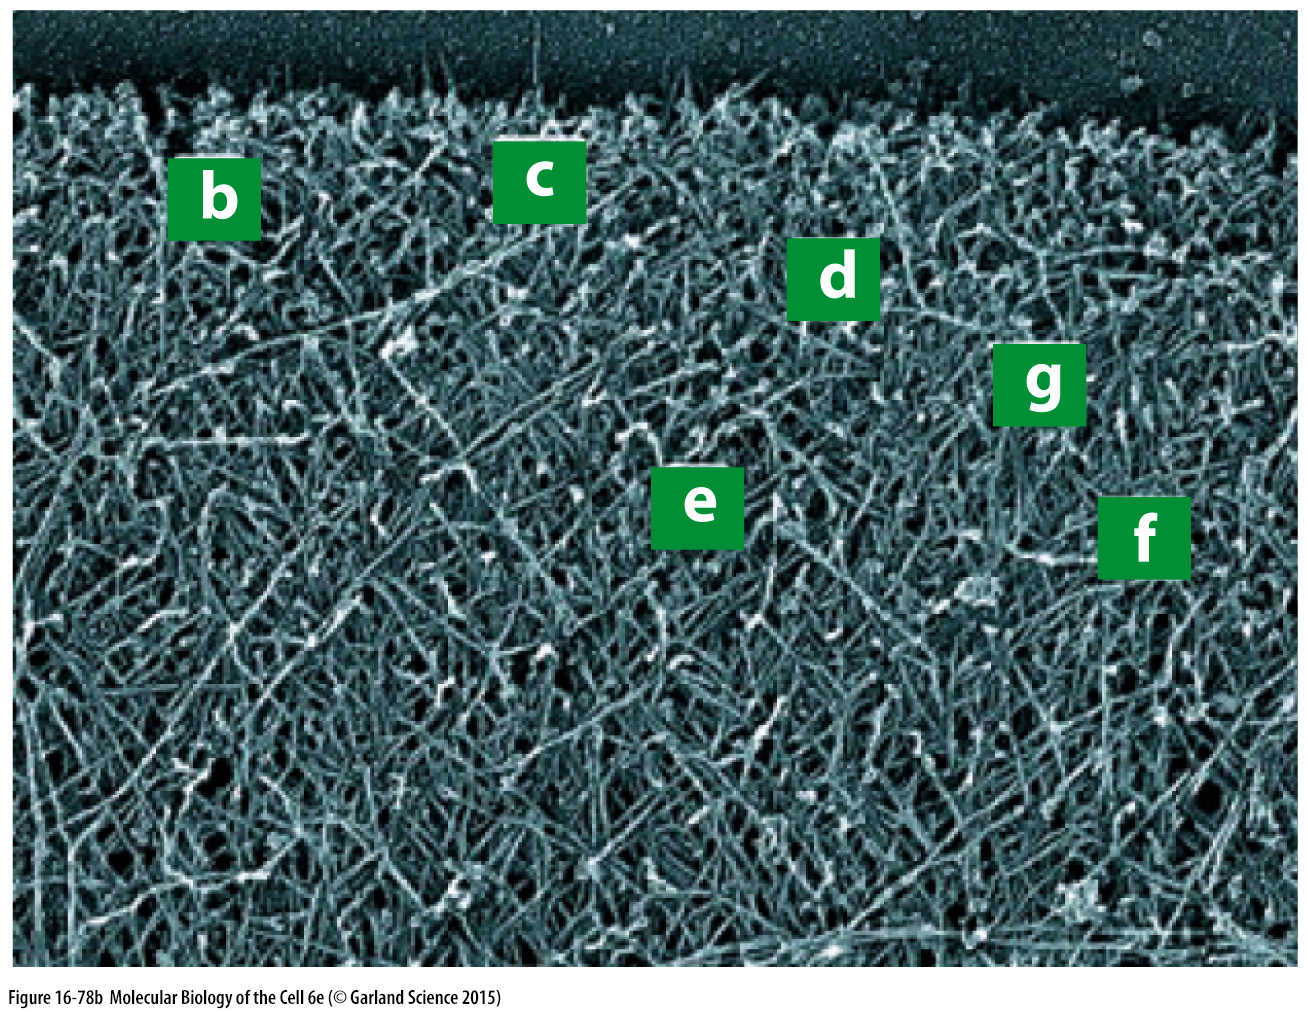 b
c
d
g
e
f
Figure 16-78b Molecular Biology of the Cell 6e (© Garland Science 2015)